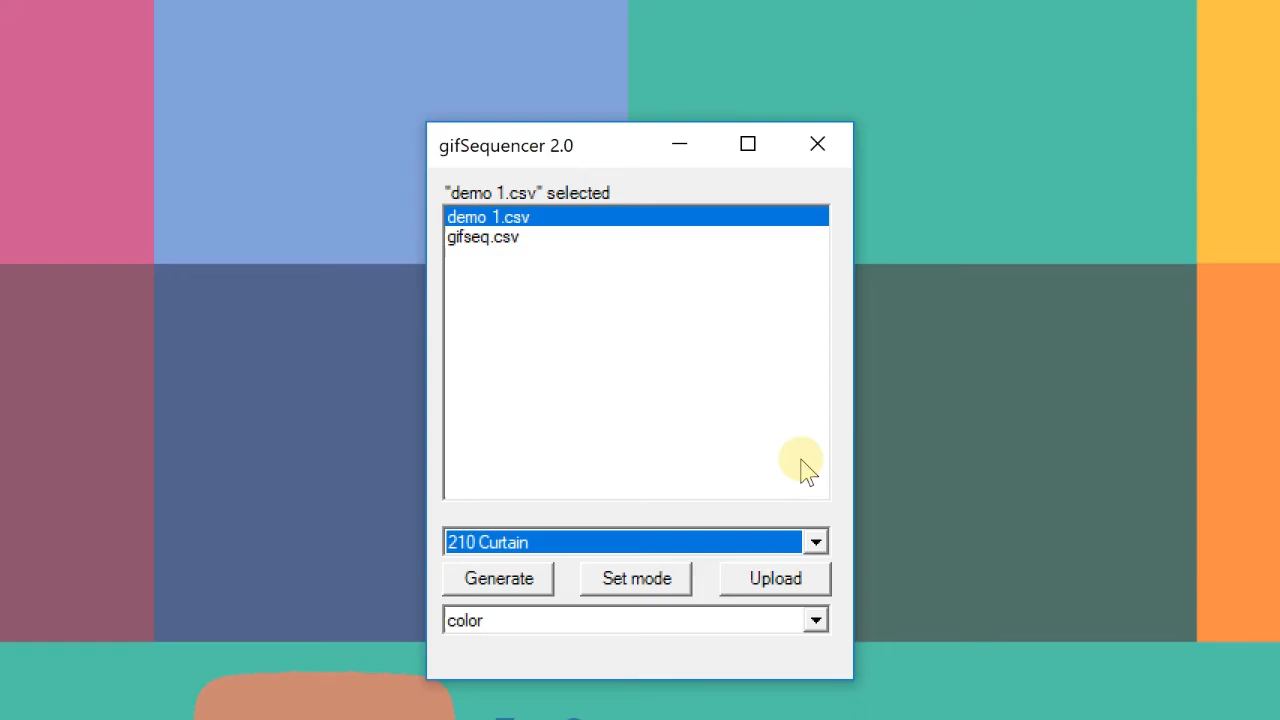 gifSequencer 2.0
"demo 1.csv" selected
demo 1.csv
gifseq.csv
210 Curtain
Generate Set mode Upload
color